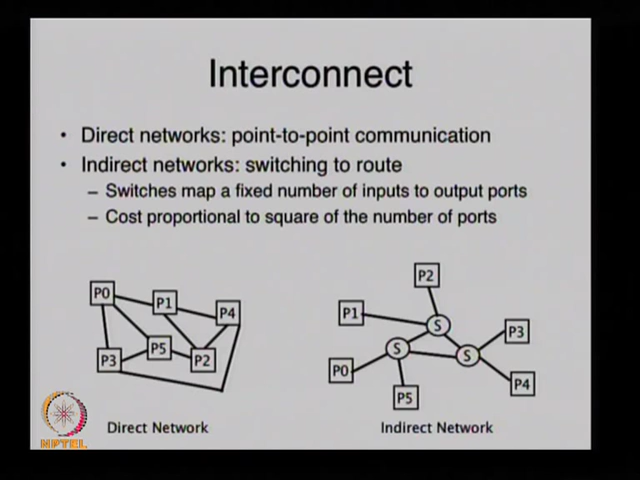 Interconnect
• Direct networks: point-to-point communication
• Indirect networks: switching to route
– Switches map a fixed number of inputs to output ports
– Cost proportional to square of the number of ports
P0
P1
P4
P3
P5
P2
Direct Network
P2
P1
S
P3
S
S
P0
P4
P5
Indirect Network
NPTEL